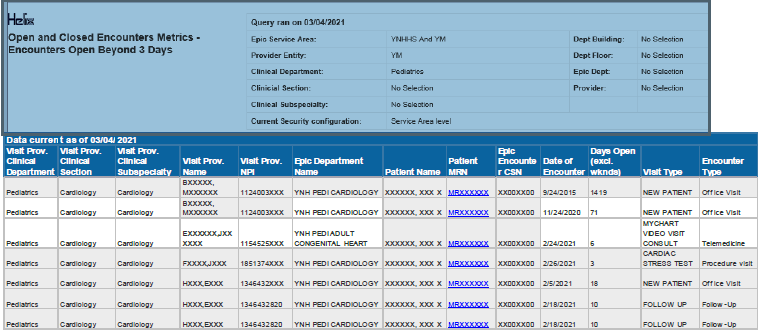 Helix
Open and Closed Encounters Metrics -
Encounters Open Beyond 3 Days
Query ran on 03/04/2021
Epic Service Area: YNHHS And YM Dept Building: No Selection
Provider Entity: YM Dept Floor: No Selection
Clinical Department: Pediatrics Epic Dept: No Selection
Clinicial Section: No Selection Provider: No Selection
Clinical Subspecialty: No Selection
Current Security configuration: Service Area level
Data current as of 03/04/ 2021
Visit Prov. Clinical Department Visit Prov. Clinical Section Visit Prov. Clinical Subspecialty Visit Prov. Name Visit Prov. NPI Epic Department Name Patient Name Patient MRN Epic Encounte r CSN Date of Encounter Days Open (excl. wknds) Visit Type Encounter Type
Pediatrics Cardiology Cardiology BXXXXX, MXXXXXXX 1124003XXX YNH PEDI CARDIOLOGY XXXXXX, XXX X MRXXXXXX XX00XX00 9/24/2015 1419 NEW PATIENT Office Visit
Pediatrics Cardiology Cardiology BXXXXX, MXXXXXXX 1124003XXX YNH PEDI CARDIOLOGY XXXXXX, XXX X MRXXXXXX XX00XX00 11/24/2020 71 NEW PATIENT Office Visit
Pediatrics Cardiology Cardiology EXXXXXX,JXX XXXX 1154525XXX YNH PEDI ADULT CONGENITAL HEART XXXXXX, XXX X MRXXXXXX XX00XX00 2/24/2021 6 MYCHART VIDEO VISIT CONSULT Telemedicine
Pediatrics Cardiology Cardiology FXXXX,JXXX 1851374XXX YNH PEDI CARDIOLOGY XXXXXX, XXX X MRXXXXXX XX00XX00 2/26/2021 3 CARDIAC STRESS TEST Procedure visit
Pediatrics Cardiology Cardiology HXXX,EXXX 1346432XXX YNH PEDI CARDIOLOGY XXXXXX, XXX X MRXXXXXX XX00XX00 2/5/2021 18 NEW PATIENT Office Visit
Pediatrics Cardiology Cardiology HXXX,EXXX 1346432820 YNH PEDI CARDIOLOGY XXXXXX, XXX X MRXXXXXX XX00XX00 2/18/2021 10 FOLLOW UP Follow-Up
Pediatrics Cardiology Cardiology HXXX,EXXX 1346432820 YNH PEDI CARDIOLOGY XXXXXX, XXX X MRXXXXXX XX00XX00 2/18/2021 10 FOLLOW UP Follow-Up